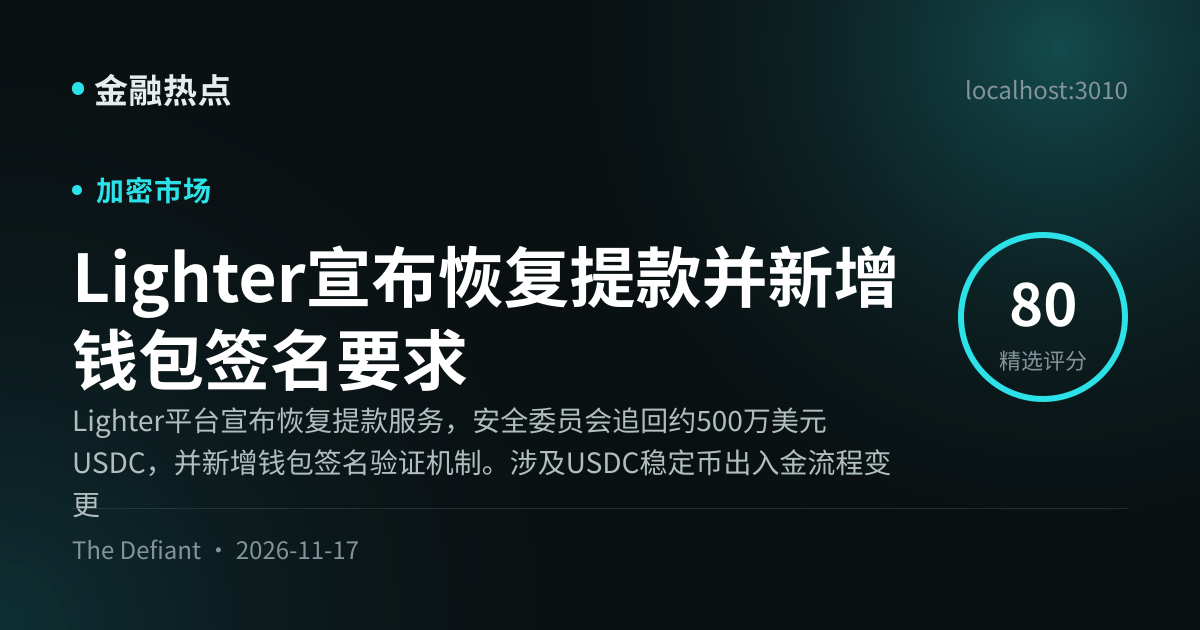 金融热点
localhost:3010
加密市场
Lighter宣布恢复提款并新增
钱包签名要求
80
精选评分
Lighter平台宣布恢复提款服务，安全委员会追回约500万美元
USDC，并新增钱包签名验证机制。涉及USDC稳定币出入金流程变
更
The Defiant · 2026-11-17